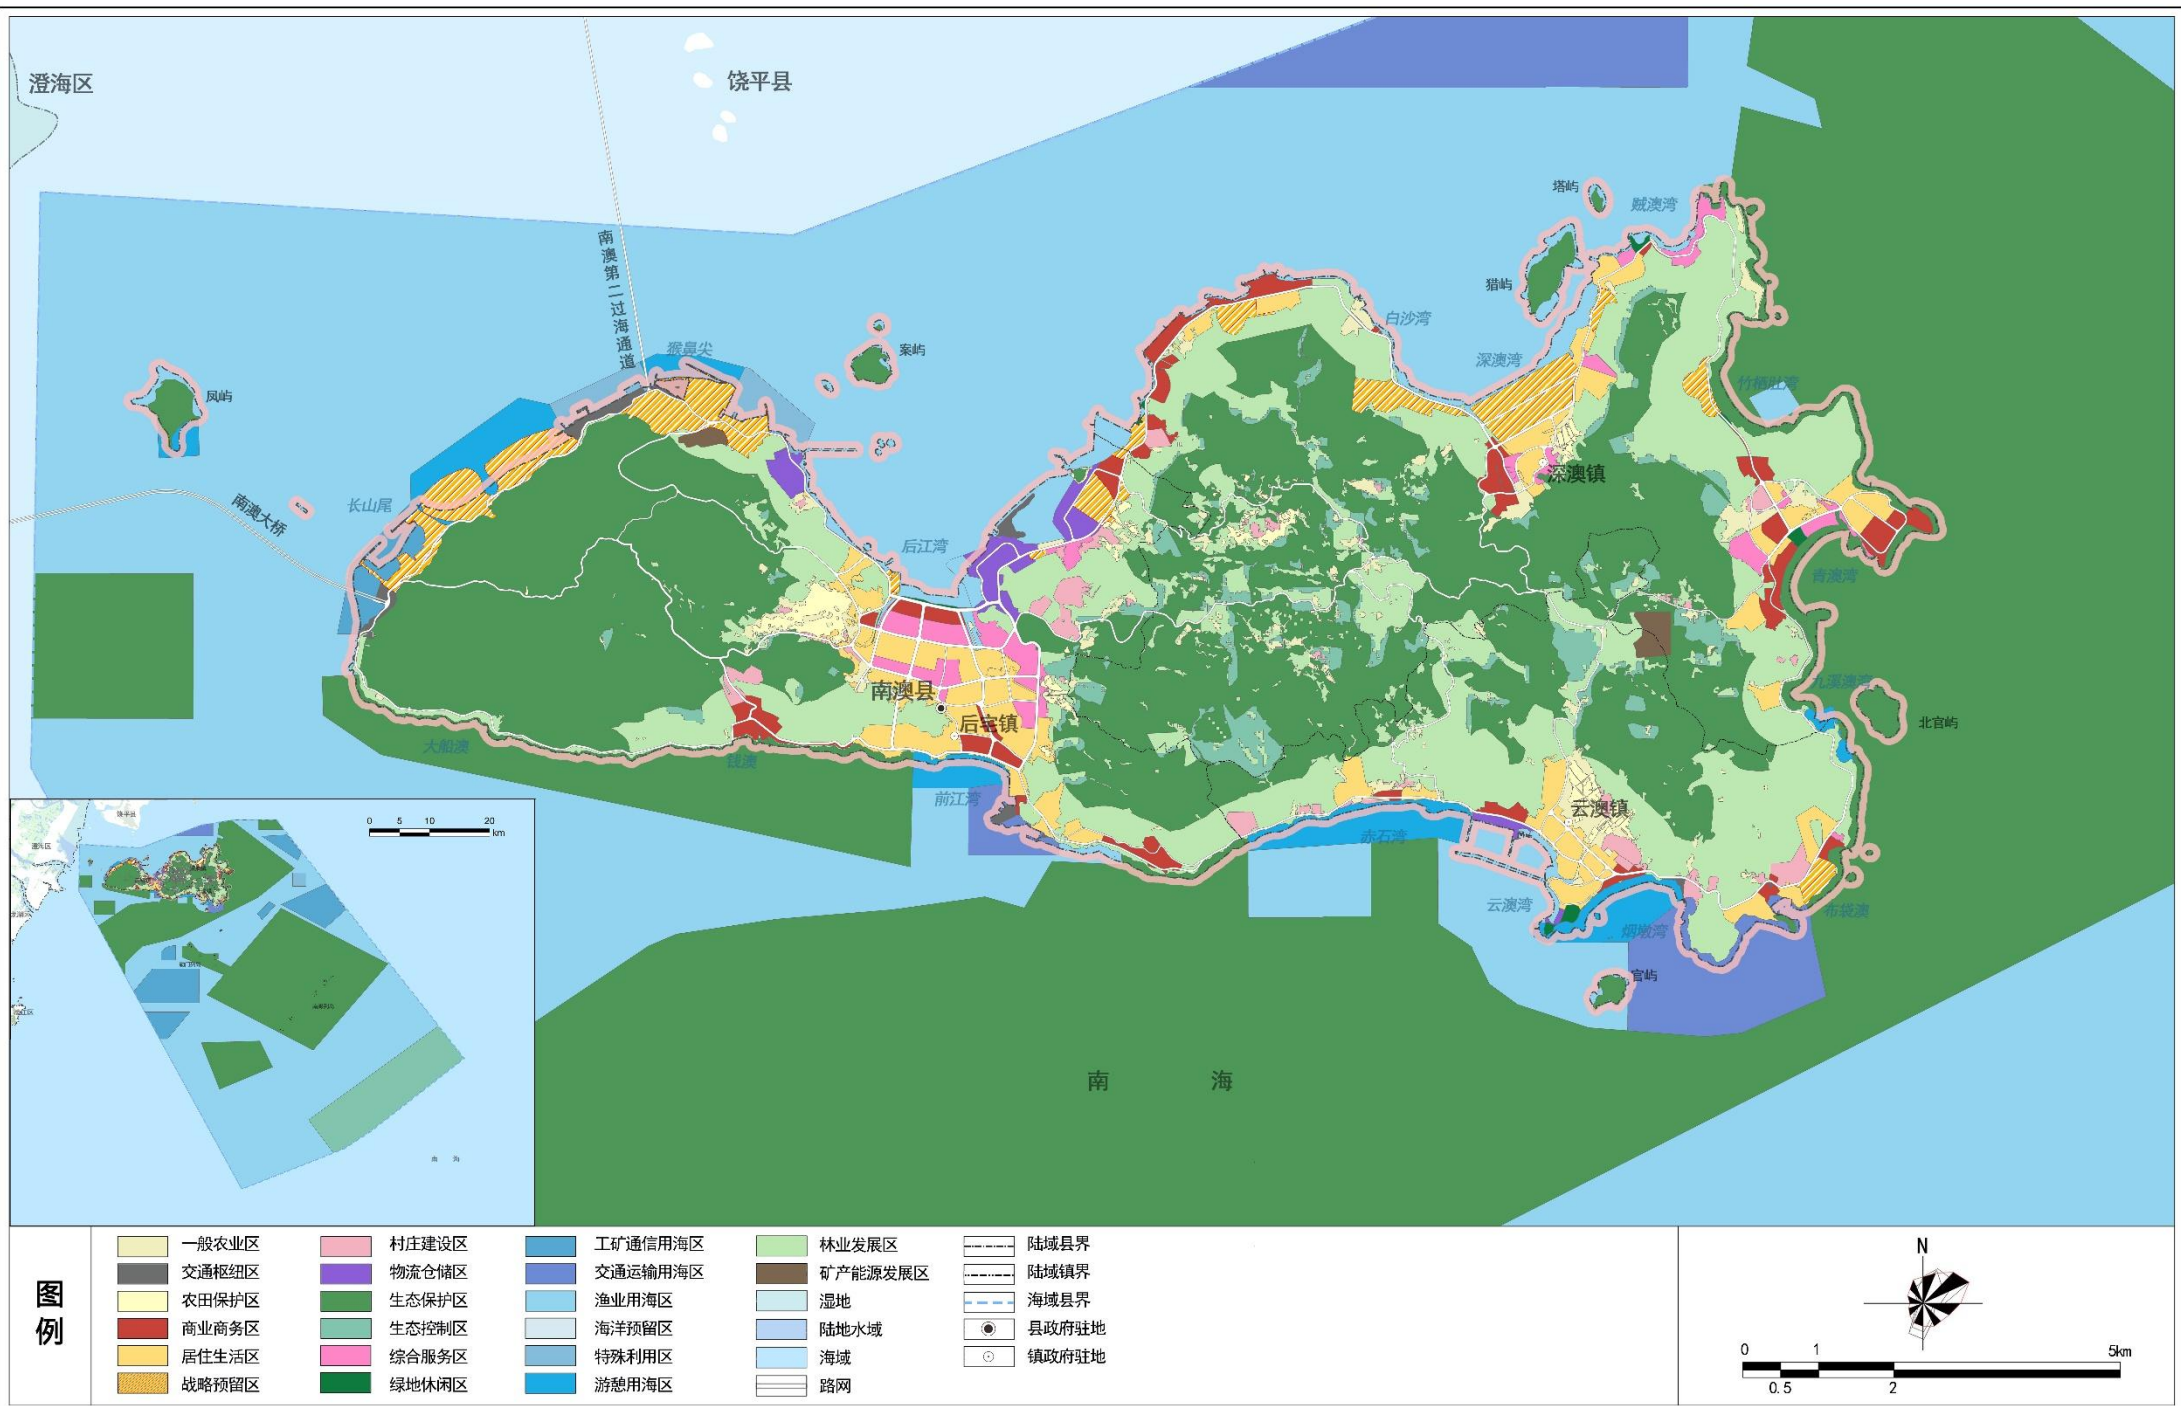 澄海区
饶平县
南澳第二过海通道
塔屿
贼澳湾
猎屿
白沙湾
深澳湾
猴鼻尖
案屿
竹栖肚湾
凤屿
长山尾
南澳大桥
深澳镇
后江湾
青澳湾
南澳县
后宅镇
九溪澳湾
北官屿
大船澳
钱澳
前江湾
云澳镇
赤石湾
云澳湾
烟墩湾
布袋澳
官屿
南 海
饶平县
澄海区
0 5 10 20
km
南 海
图例
一般农业区
交通枢纽区
农田保护区
商业商务区
居住生活区
战略预留区
村庄建设区
物流仓储区
生态保护区
生态控制区
综合服务区
绿地休闲区
工矿通信用海区
交通运输用海区
渔业用海区
海洋预留区
特殊利用区
游憩用海区
林业发展区
矿产能源发展区
湿地
陆地水域
海域
路网
陆域县界
陆域镇界
海域县界
县政府驻地
镇政府驻地
N
0 1 5km
0.5 2